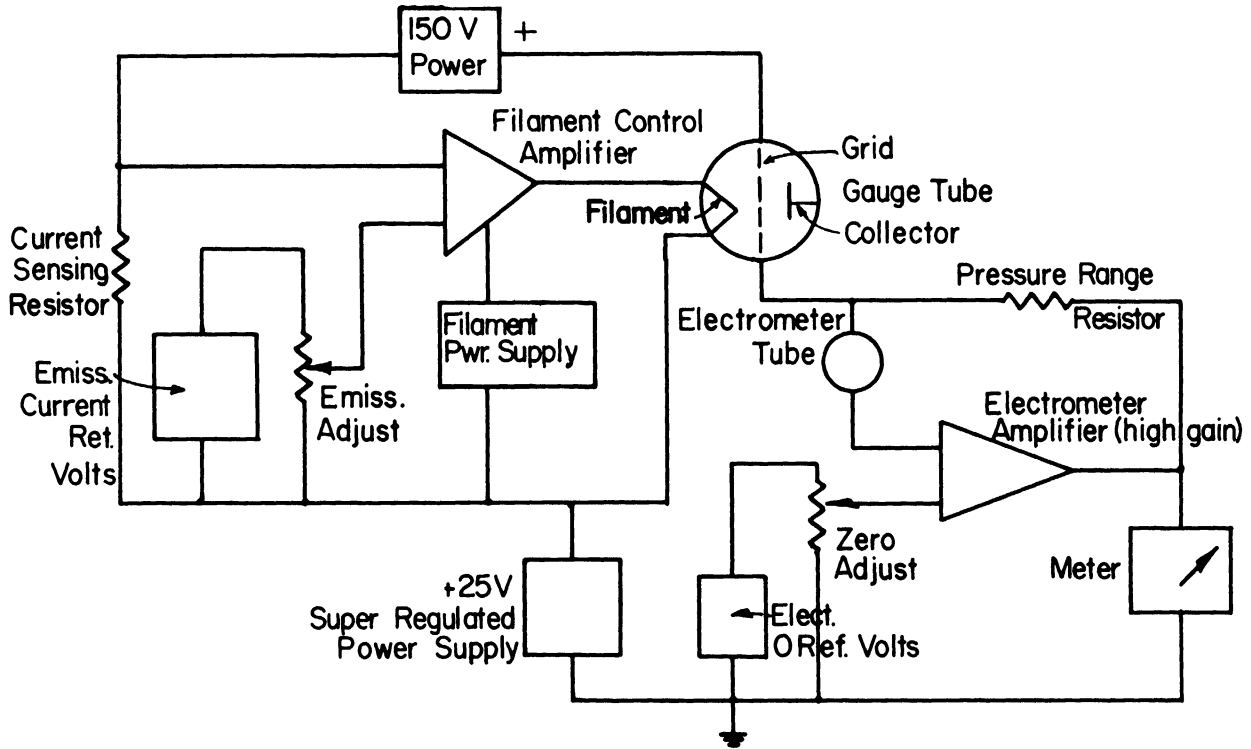 150 V
Power
+
Filament Control
Amplifier
Grid
Gauge Tube
Filament
Collector
Current
Sensing
Resistor
Pressure Range
Resistor
Electrometer
Tube
Filament
Pwr. Supply
Emiss.
Current
Ret.
Volts
Emiss.
Adjust
Electrometer
Amplifier (high gain)
Zero
Adjust
Meter
+25V
Super Regulated
Power Supply
Elect.
O Ref. Volts